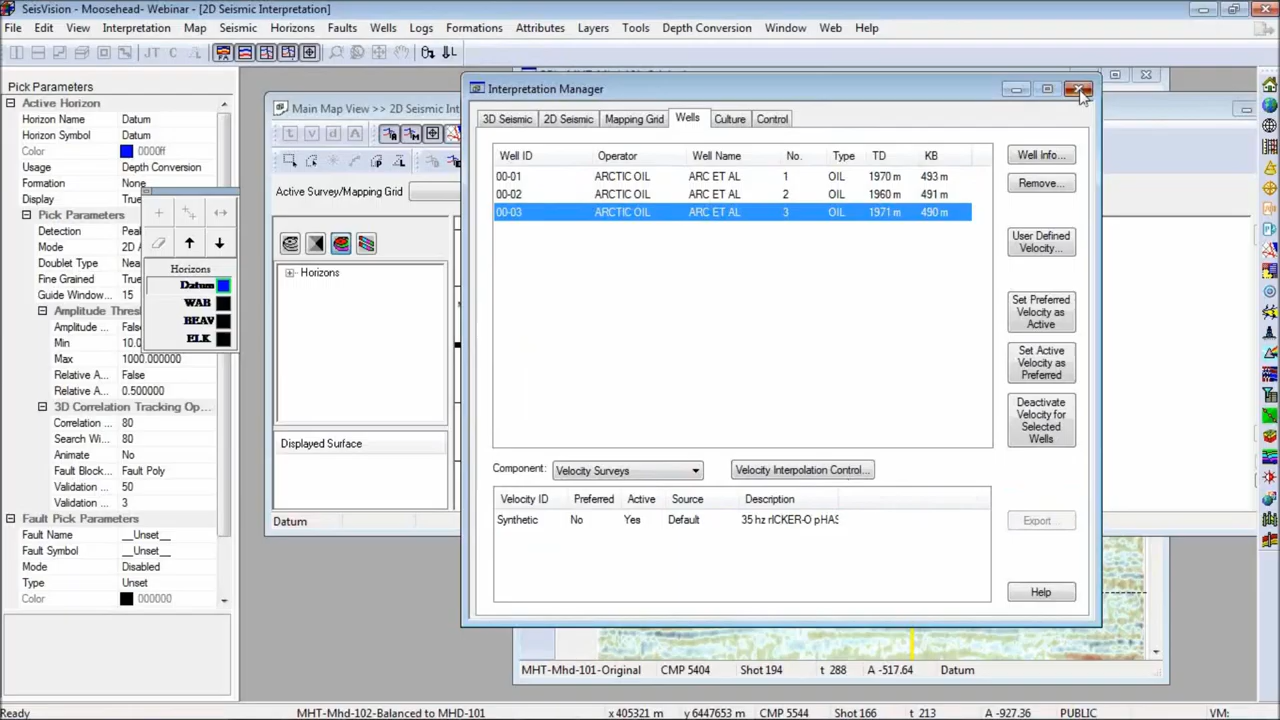 SeisVision - Moosehead- Webinar - [2D Seismic Interpretation]
File Edit View Interpretation Map Seismic Horizons Faults Wells Logs Formations Attributes Layers Tools Depth Conversion Window Web Help
JT C
Pick Parameters
Active Horizon
Horizon Name Datum
Horizon Symbol Datum
Color 0000ff
Usage Depth Conversion
Formation None
Display True
Pick Parameters
Detection Pea
Mode 2D A
Doublet Type Nea
Fine Grained True
Guide Window... 15
Amplitude Thres
Amplitude ... Fals
Min 10.0
Max 1000.000000
Relative A... False
Relative A... 0.500000
3D Correlation Tracking Op...
Correlation ... 80
Search Wi... 80
Animate No
Fault Block... Fault Poly
Validation ... 50
Validation ... 3
Fault Pick Parameters
Fault Name __Unset__
Fault Symbol __Unset__
Mode Disabled
Type Unset
Color 000000
Horizons
Datum
WAB
BEAV
ELK
Main Map View >> 2D Seismic Int
t v d A
Active Survey/Mapping Grid
Horizons
Displayed Surface
Datum
Interpretation Manager
3D Seismic 2D Seismic Mapping Grid Wells Culture Control
Well ID Operator Well Name No. Type TD KB
00-01 ARCTIC OIL ARC ET AL 1 OIL 1970 m 493 m
00-02 ARCTIC OIL ARC ET AL 2 OIL 1960 m 491 m
00-03 ARCTIC OIL ARC ET AL 3 OIL 1971 m 490 m
Well Info...
Remove...
User Defined
Velocity...
Set Preferred
Velocity as
Active
Set Active
Velocity as
Preferred
Deactivate
Velocity for
Selected
Wells
Component: Velocity Surveys Velocity Interpolation Control...
Velocity ID Preferred Active Source Description
Synthetic No Yes Default 35 hz rICKER-O pHAS
Export...
Help
MHT-Mhd-101-Original CMP 5404 Shot 194 t 288 A -517.64 Datum
Ready MHT-Mhd-102-Balanced to MHD-101 x 405321 m y 6447653 m CMP 5544 Shot 166 t 213 A -927.36 PUBLIC VM: